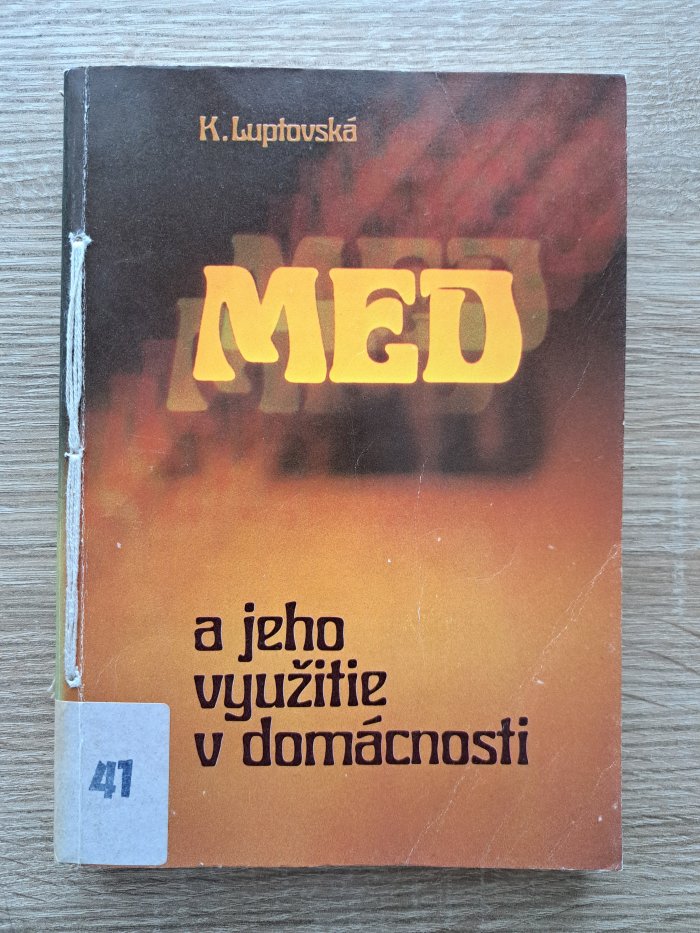 K. Luptovská
MED
a jeho
využitie
v domácnosti
41